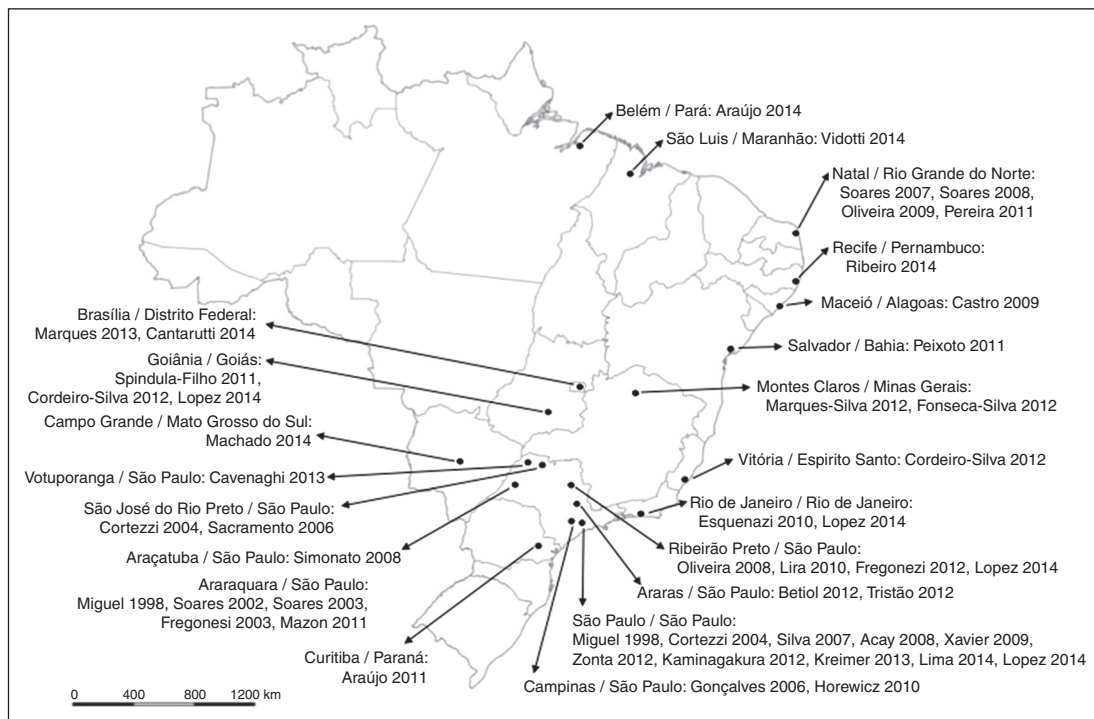 Belém / Pará: Araújo 2014
São Luis / Maranhão: Vidotti 2014
Natal / Rio Grande do Norte:
Soares 2007, Soares 2008,
Oliveira 2009, Pereira 2011
Recife / Pernambuco:
Ribeiro 2014
Maceió / Alagoas: Castro 2009
Salvador / Bahia: Peixoto 2011
Montes Claros / Minas Gerais:
Marques-Silva 2012, Fonseca-Silva 2012
Vitória / Espirito Santo: Cordeiro-Silva 2012
Rio de Janeiro / Rio de Janeiro:
Esquenazi 2010, Lopez 2014
Ribeirão Preto / São Paulo:
Oliveira 2008, Lira 2010, Fregonezi 2012, Lopez 2014
Araras / São Paulo: Betiol 2012, Tristão 2012
São Paulo / São Paulo:
Miguel 1998, Cortezzi 2004, Silva 2007, Acay 2008, Xavier 2009,
Zonta 2012, Kaminagakura 2012, Kreimer 2013, Lima 2014, Lopez 2014
Campinas / São Paulo: Gonçalves 2006, Horewicz 2010
Brasília / Distrito Federal:
Marques 2013, Cantarutti 2014
Goiânia / Goiás:
Spindula-Filho 2011,
Cordeiro-Silva 2012, Lopez 2014
Campo Grande / Mato Grosso do Sul:
Machado 2014
Votuporanga / São Paulo: Cavenaghi 2013
São José do Rio Preto / São Paulo:
Cortezzi 2004, Sacramento 2006
Araçatuba / São Paulo: Simonato 2008
Araraquara / São Paulo:
Miguel 1998, Soares 2002, Soares 2003,
Fregonesi 2003, Mazon 2011
Curitiba / Paraná:
Araújo 2011
0 400 800 1200 km